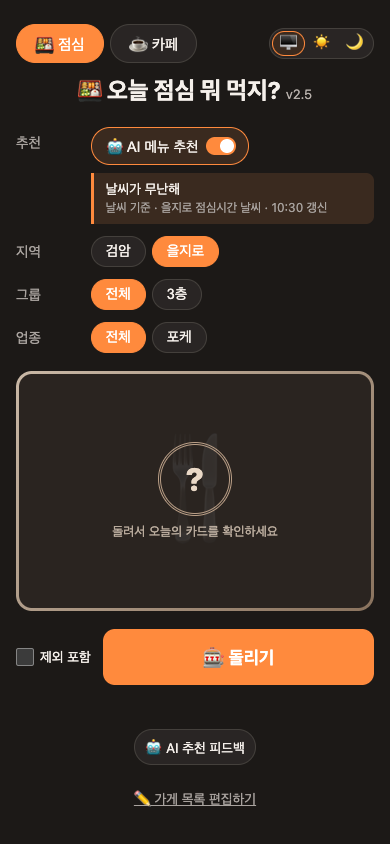 🍱 점심 ☕ 카페
🍱 오늘 점심 뭐 먹지? v2.5
추천 🤖 AI 메뉴 추천
날씨가 무난해
날씨 기준 · 을지로 점심시간 날씨 · 10:30 갱신
지역 검암 을지로
그룹 전체 3층
업종 전체 포케
?
돌려서 오늘의 카드를 확인하세요
제외 포함 🎰 돌리기
🤖 AI 추천 피드백
✏️ 가게 목록 편집하기